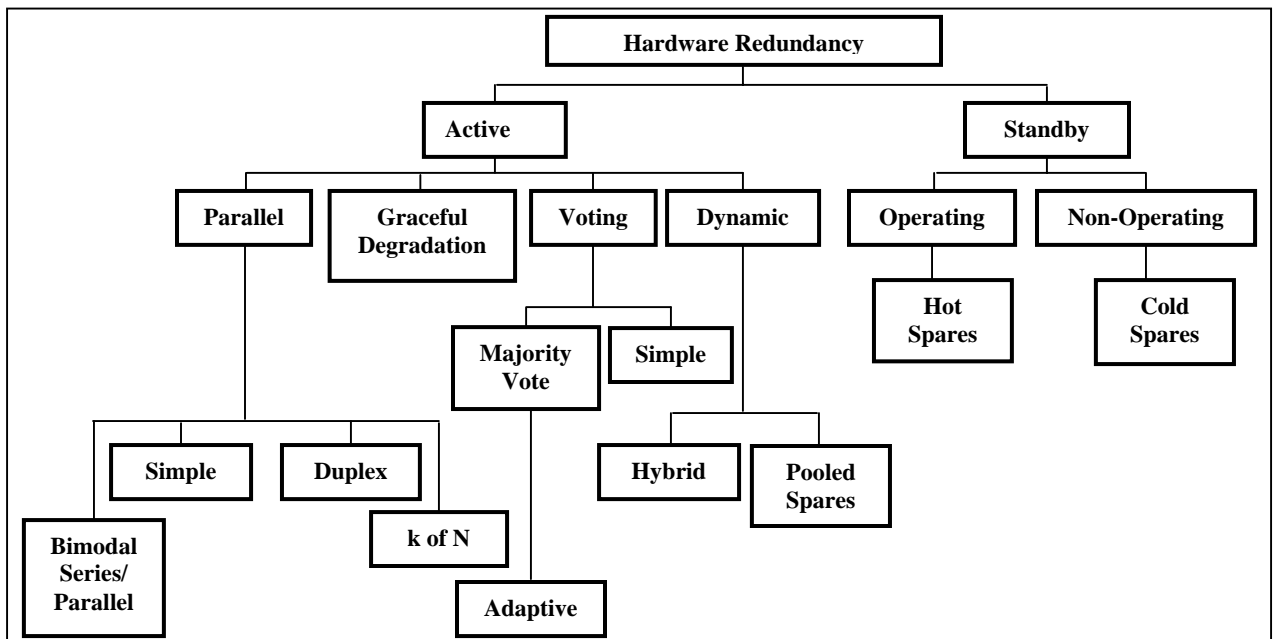 Hardware Redundancy
Active
Standby
Parallel
Graceful
Degradation
Voting
Dynamic
Operating
Non-Operating
Hot
Spares
Cold
Spares
Majority
Vote
Simple
Simple
Duplex
Hybrid
Pooled
Spares
k of N
Bimodal
Series/
Parallel
Adaptive